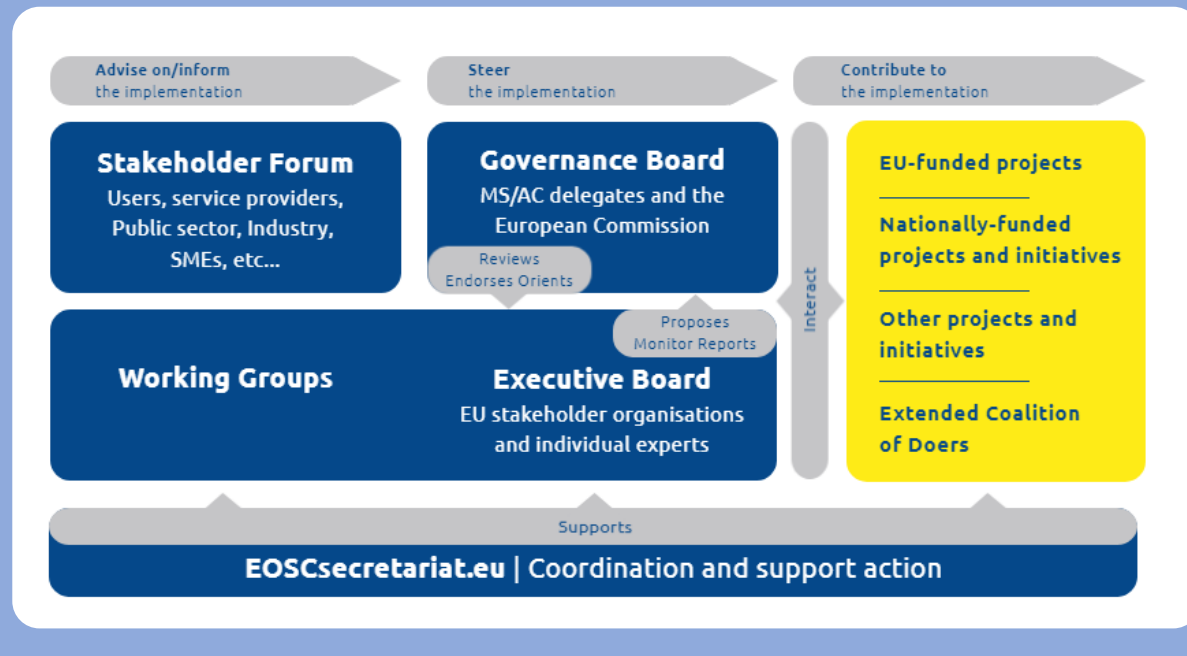 Advise on/inform
the implementation
Steer
the implementation
Contribute to
the implementation
Stakeholder Forum
Users, service providers,
Public sector, Industry,
SMEs, etc...
Governance Board
MS/AC delegates and the
European Commission
Reviews
Endorses Orients
Proposes
Monitor Reports
Working Groups
Executive Board
EU stakeholder organisations
and individual experts
Interact
EU-funded projects
Nationally-funded
projects and initiatives
Other projects and
initiatives
Extended Coalition
of Doers
Supports
EOSCsecretariat.eu | Coordination and support action